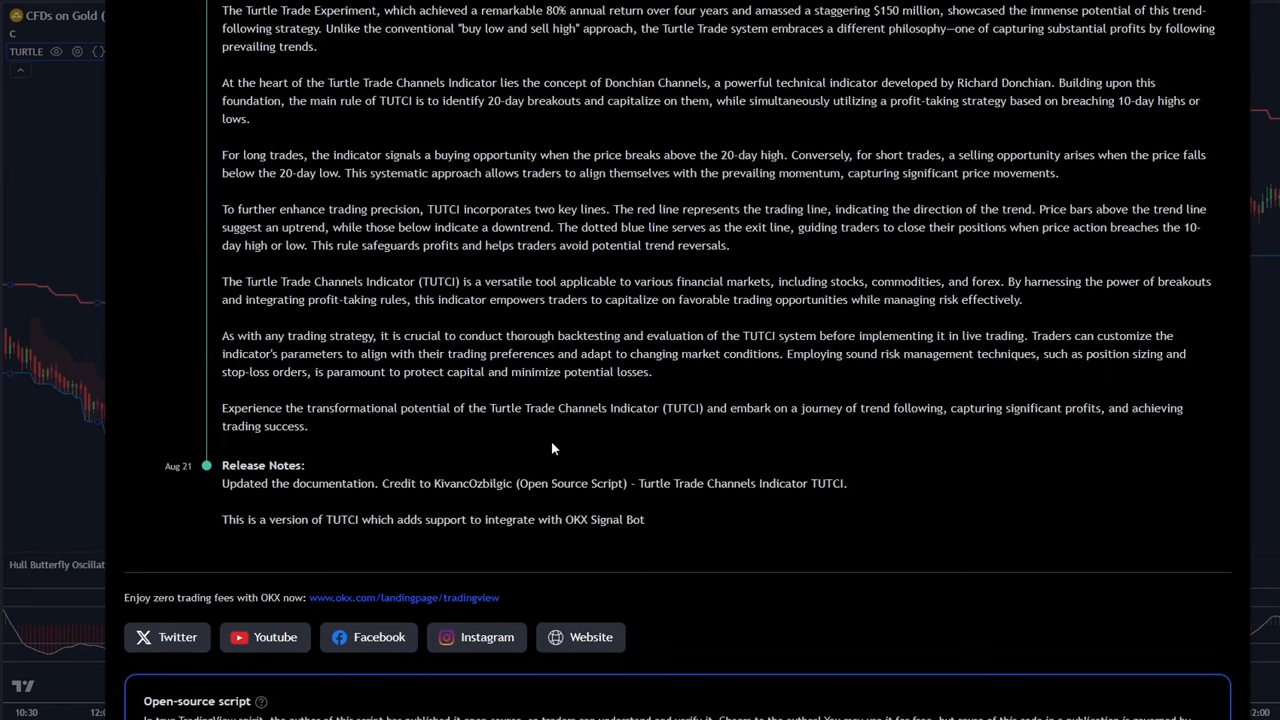 CFDs on Gold (
C
TURTLE
The Turtle Trade Experiment, which achieved a remarkable 80% annual return over four years and amassed a staggering $150 million, showcased the immense potential of this trend-
following strategy. Unlike the conventional "buy low and sell high" approach, the Turtle Trade system embraces a different philosophy—one of capturing substantial profits by following
prevailing trends.
At the heart of the Turtle Trade Channels Indicator lies the concept of Donchian Channels, a powerful technical indicator developed by Richard Donchian. Building upon this
foundation, the main rule of TUTCI is to identify 20-day breakouts and capitalize on them, while simultaneously utilizing a profit-taking strategy based on breaching 10-day highs or
lows.
For long trades, the indicator signals a buying opportunity when the price breaks above the 20-day high. Conversely, for short trades, a selling opportunity arises when the price falls
below the 20-day low. This systematic approach allows traders to align themselves with the prevailing momentum, capturing significant price movements.
To further enhance trading precision, TUTCI incorporates two key lines. The red line represents the trading line, indicating the direction of the trend. Price bars above the trend line
suggest an uptrend, while those below indicate a downtrend. The dotted blue line serves as the exit line, guiding traders to close their positions when price action breaches the 10-
day high or low. This rule safeguards profits and helps traders avoid potential trend reversals.
The Turtle Trade Channels Indicator (TUTCI) is a versatile tool applicable to various financial markets, including stocks, commodities, and forex. By harnessing the power of breakouts
and integrating profit-taking rules, this indicator empowers traders to capitalize on favorable trading opportunities while managing risk effectively.
As with any trading strategy, it is crucial to conduct thorough backtesting and evaluation of the TUTCI system before implementing it in live trading. Traders can customize the
indicator's parameters to align with their trading preferences and adapt to changing market conditions. Employing sound risk management techniques, such as position sizing and
stop-loss orders, is paramount to protect capital and minimize potential losses.
Experience the transformational potential of the Turtle Trade Channels Indicator (TUTCI) and embark on a journey of trend following, capturing significant profits, and achieving
trading success.
Aug 21
Release Notes:
Updated the documentation. Credit to KivancOzbilgic (Open Source Script) - Turtle Trade Channels Indicator TUTCI.
This is a version of TUTCI which adds support to integrate with OKX Signal Bot
Hull Butterfly Oscillat
Enjoy zero trading fees with OKX now: www.okx.com/landingpage/tradingview
Twitter
Youtube
Facebook
Instagram
Website
Open-source script
10:30
12:0
12:00